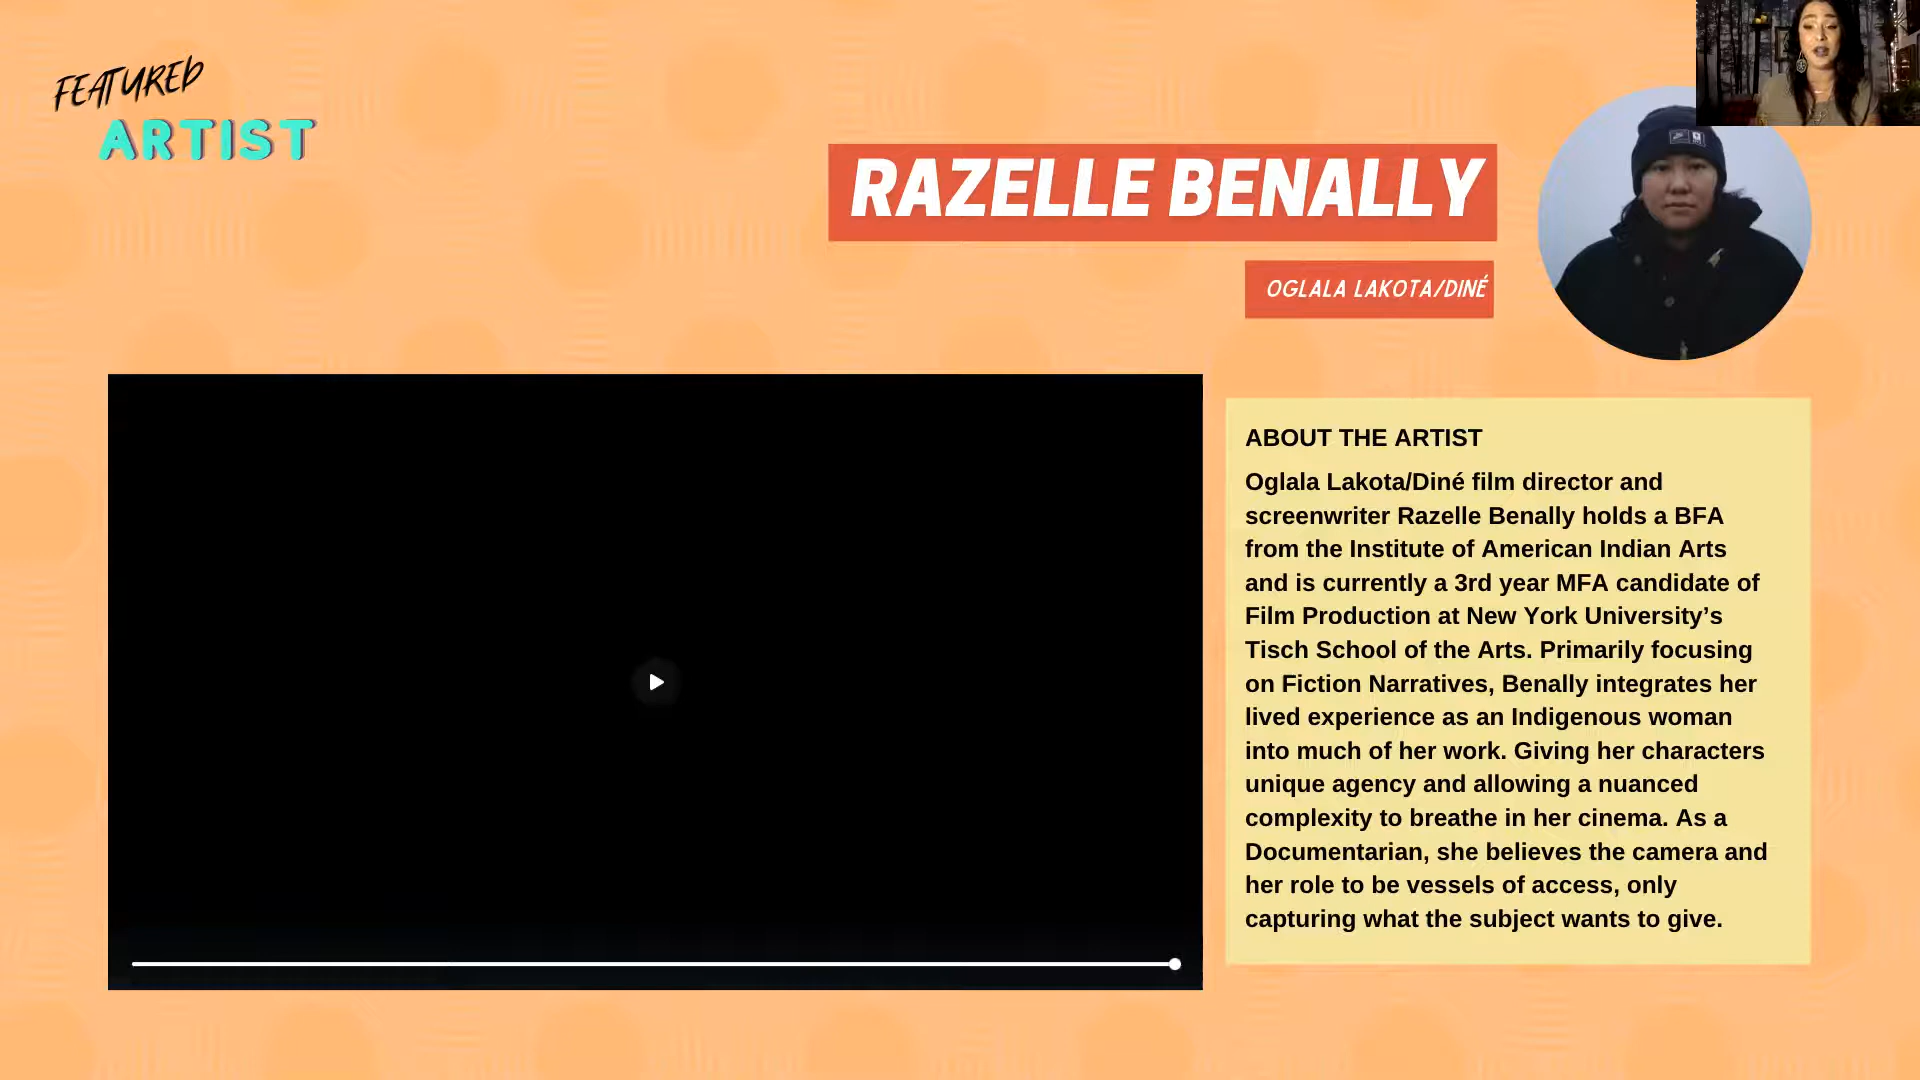 FEATURED
ARTIST
RAZELLE BENALLY
OGLALA LAKOTA/DINÉ
ABOUT THE ARTIST
Oglala Lakota/Diné film director and
screenwriter Razelle Benally holds a BFA
from the Institute of American Indian Arts
and is currently a 3rd year MFA candidate of
Film Production at New York University’s
Tisch School of the Arts. Primarily focusing
on Fiction Narratives, Benally integrates her
lived experience as an Indigenous woman
into much of her work. Giving her characters
unique agency and allowing a nuanced
complexity to breathe in her cinema. As a
Documentarian, she believes the camera and
her role to be vessels of access, only
capturing what the subject wants to give.